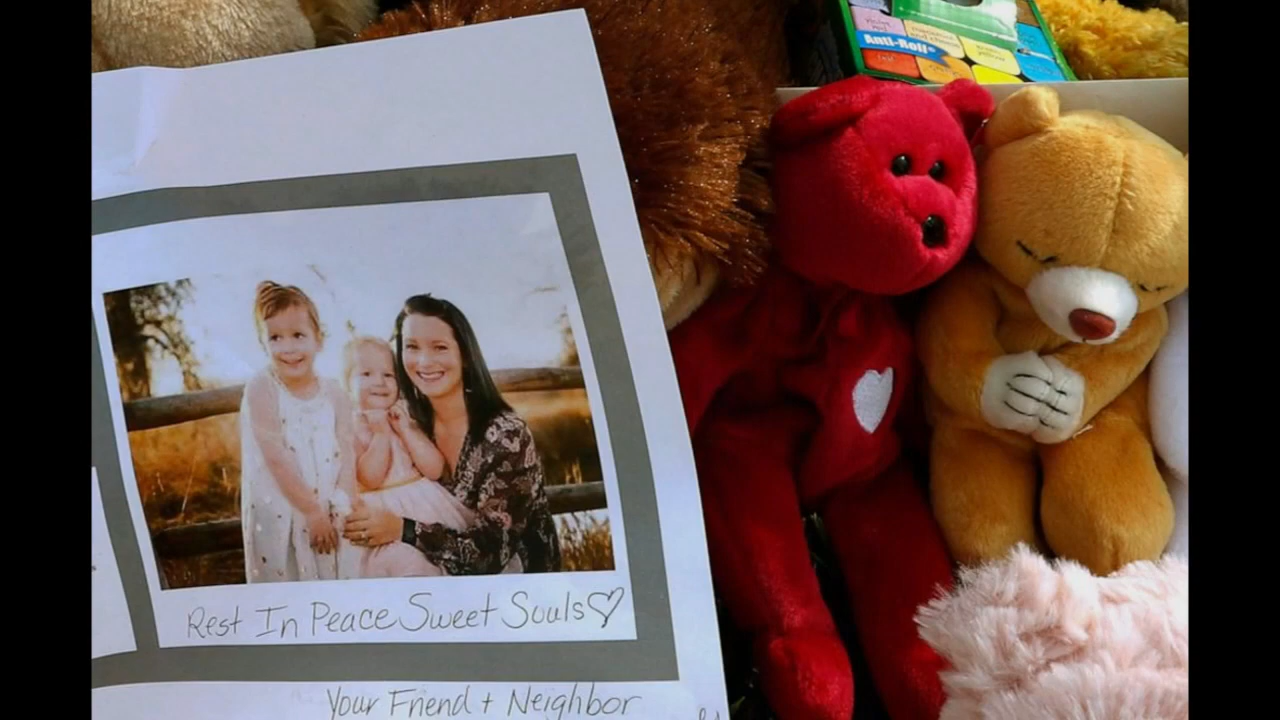 Anti-Roll®
Rest In Peace Sweet Souls♡
Your Friend + Neighbor